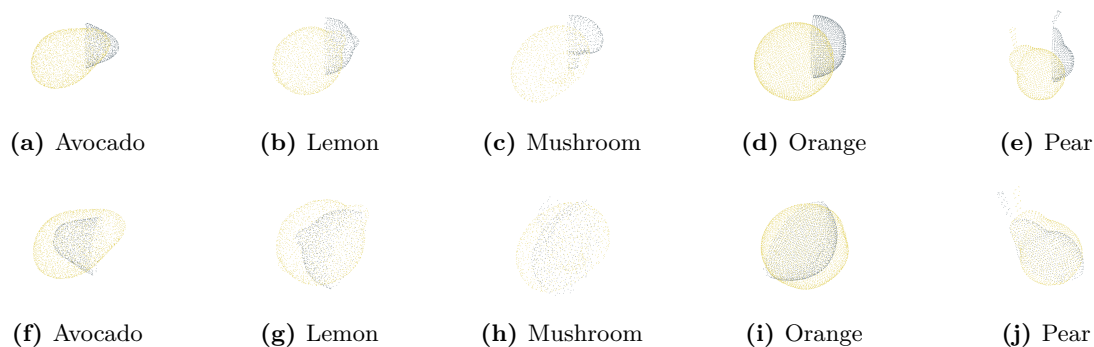 (a) Avocado (b) Lemon (c) Mushroom (d) Orange (e) Pear
(f) Avocado (g) Lemon (h) Mushroom (i) Orange (j) Pear